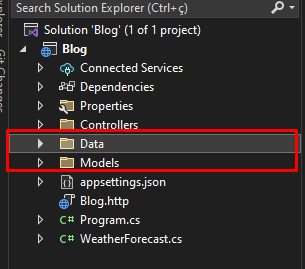 Search Solution Explorer (Ctrl+ç)
Solution 'Blog' (1 of 1 project)
Blog
Connected Services
Dependencies
Properties
Controllers
Data
Models
appsettings.json
Blog.http
C# Program.cs
C# WeatherForecast.cs
Git Changes